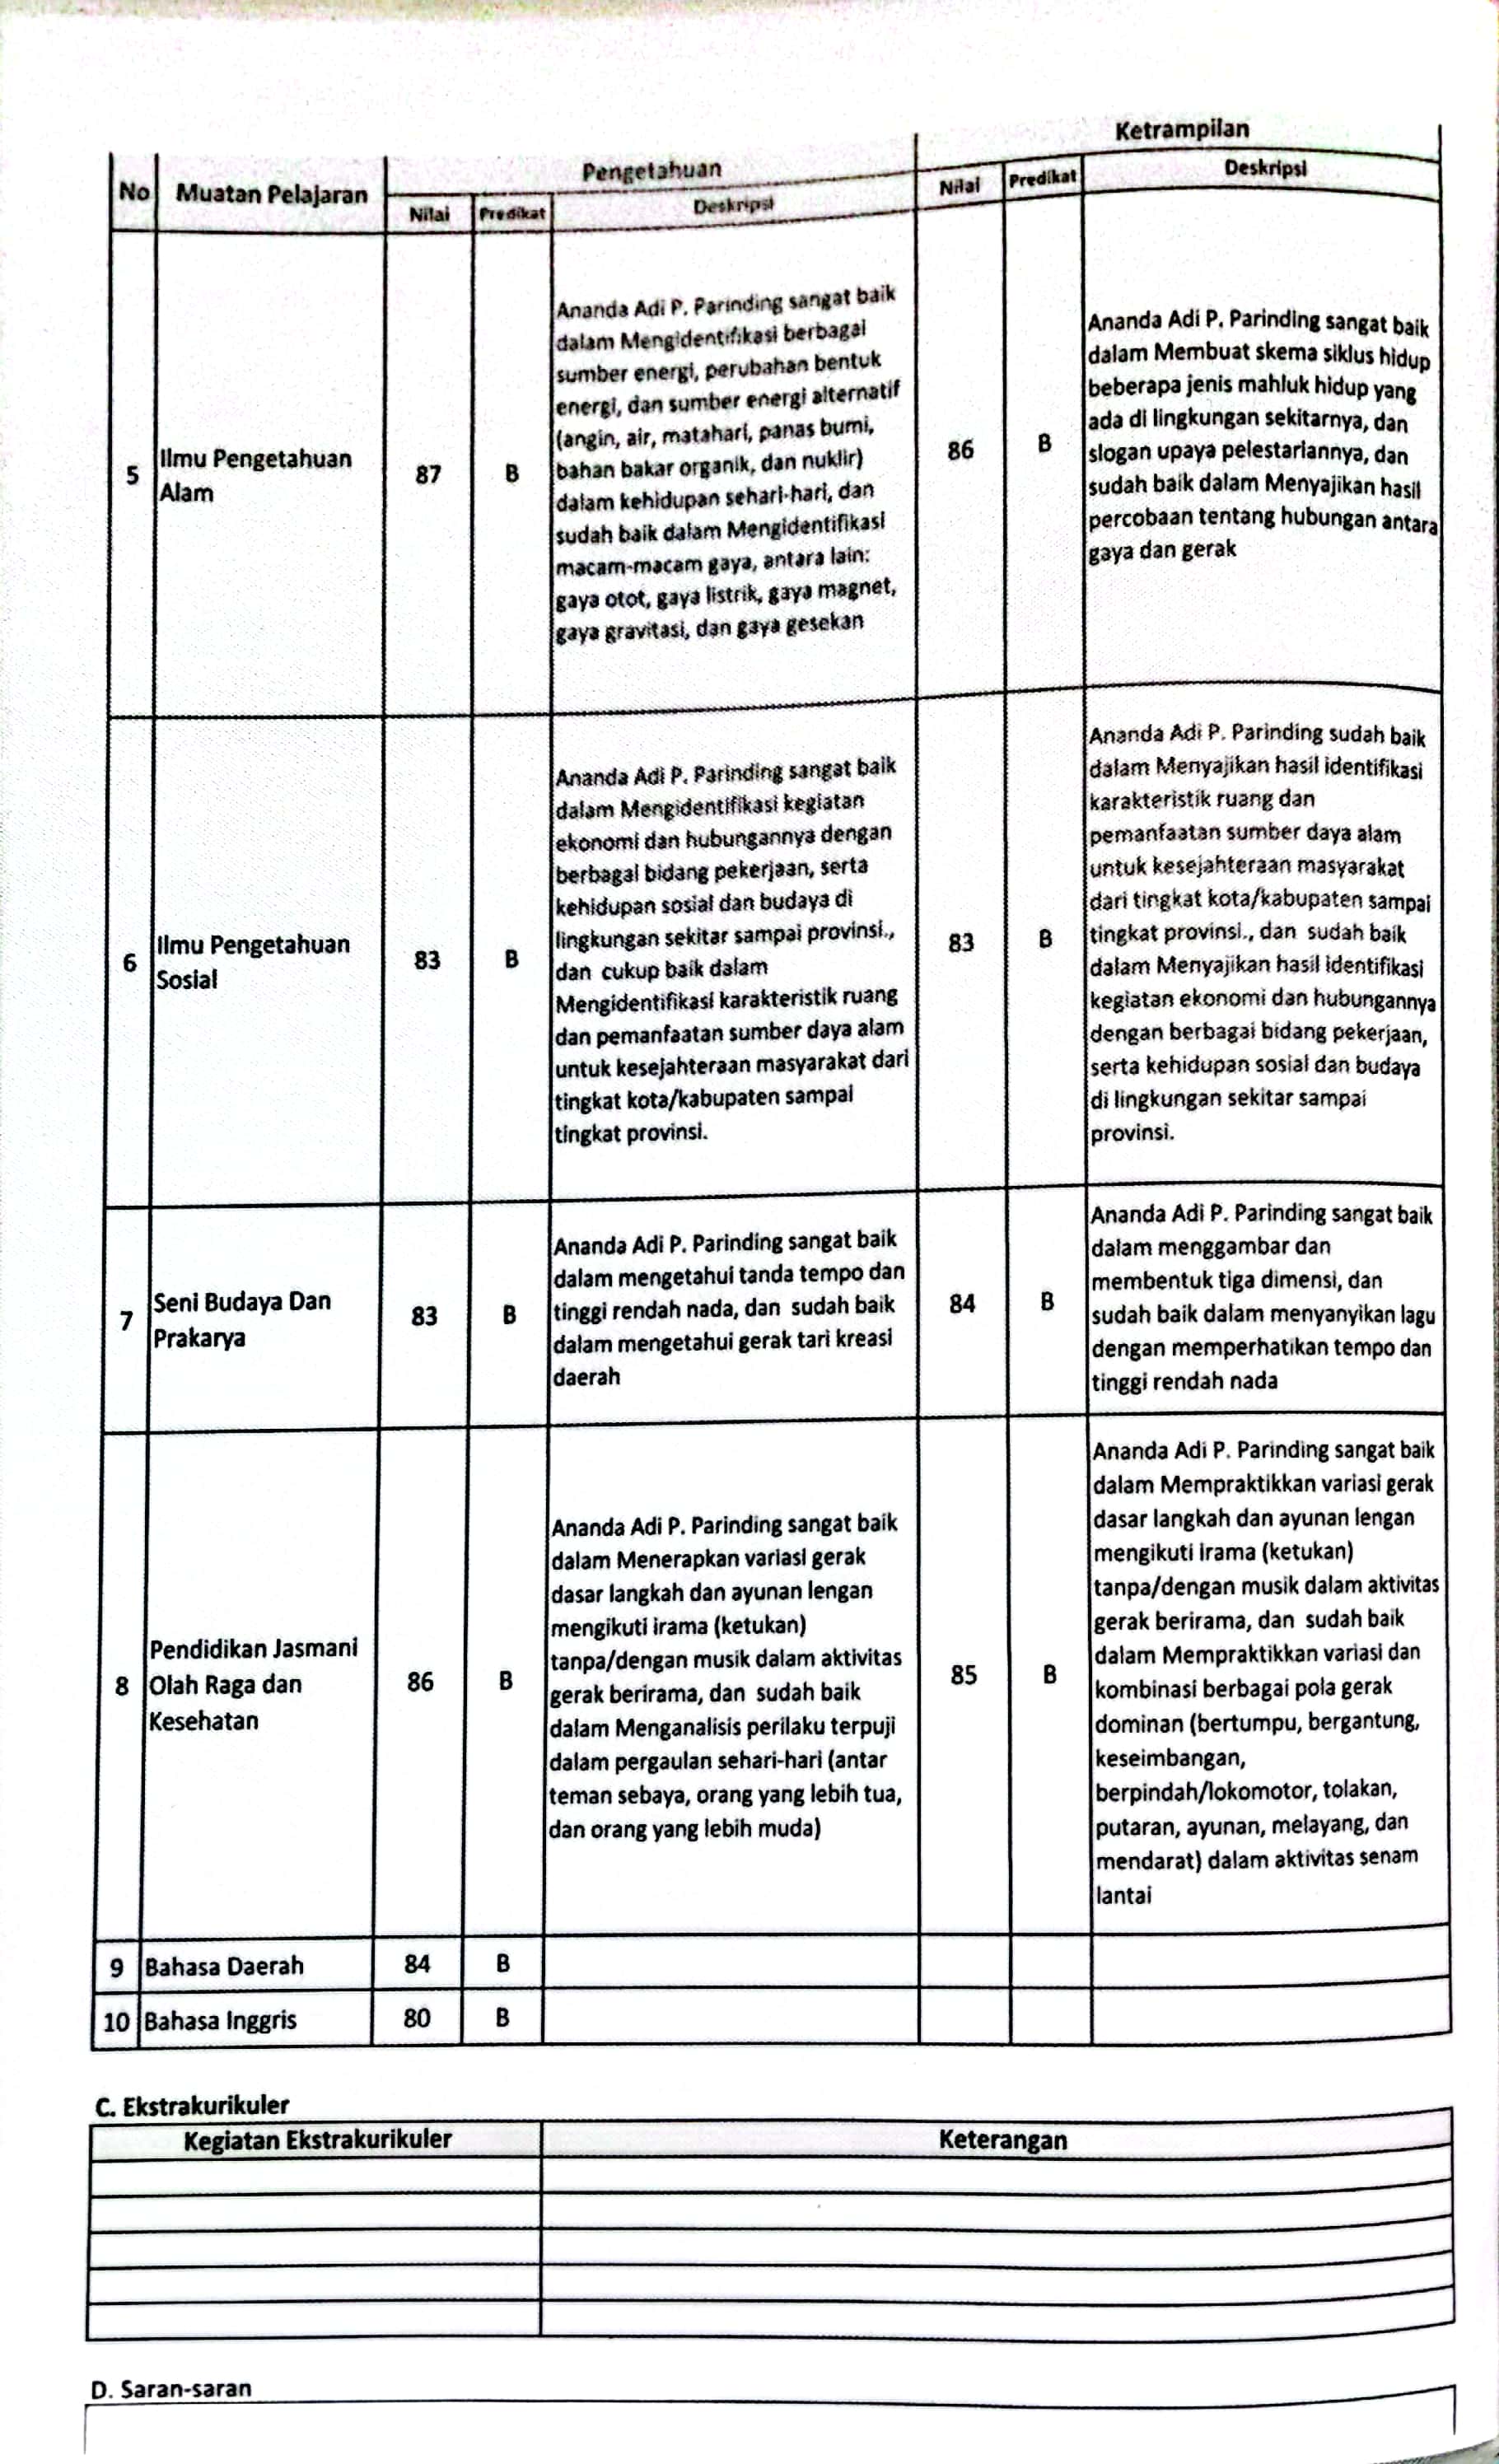 Ketrampilan
No Muatan Pelajaran Pengetahuan
Nilai Predikat Deskripsi Nilai Predikat Deskripsi
5
Ilmu Pengetahuan
Alam
87
B
Ananda Adi P. Parinding sangat baik
dalam Mengidentifikasi berbagai
sumber energi, perubahan bentuk
energi, dan sumber energi alternatif
(angin, air, matahari, panas bumi,
bahan bakar organik, dan nuklir)
dalam kehidupan sehari-hari, dan
sudah baik dalam Mengidentifikasi
macam-macam gaya, antara lain:
gaya otot, gaya listrik, gaya magnet,
gaya gravitasi, dan gaya gesekan
86
B
Ananda Adi P. Parinding sangat baik
dalam Membuat skema siklus hidup
beberapa jenis mahluk hidup yang
ada di lingkungan sekitarnya, dan
slogan upaya pelestariannya, dan
sudah baik dalam Menyajikan hasil
percobaan tentang hubungan antara
gaya dan gerak
6
Ilmu Pengetahuan
Sosial
83
B
Ananda Adi P. Parinding sangat baik
dalam Mengidentifikasi kegiatan
ekonomi dan hubungannya dengan
berbagai bidang pekerjaan, serta
kehidupan sosial dan budaya di
lingkungan sekitar sampai provinsi.,
dan cukup baik dalam
Mengidentifikasi karakteristik ruang
dan pemanfaatan sumber daya alam
untuk kesejahteraan masyarakat dari
tingkat kota/kabupaten sampai
tingkat provinsi.
83
B
Ananda Adi P. Parinding sudah baik
dalam Menyajikan hasil identifikasi
karakteristik ruang dan
pemanfaatan sumber daya alam
untuk kesejahteraan masyarakat
dari tingkat kota/kabupaten sampai
tingkat provinsi., dan sudah baik
dalam Menyajikan hasil identifikasi
kegiatan ekonomi dan hubungannya
dengan berbagai bidang pekerjaan,
serta kehidupan sosial dan budaya
di lingkungan sekitar sampai
provinsi.
7
Seni Budaya Dan
Prakarya
83
B
Ananda Adi P. Parinding sangat baik
dalam mengetahui tanda tempo dan
tinggi rendah nada, dan sudah baik
dalam mengetahui gerak tari kreasi
daerah
84
B
Ananda Adi P. Parinding sangat baik
dalam menggambar dan
membentuk tiga dimensi, dan
sudah baik dalam menyanyikan lagu
dengan memperhatikan tempo dan
tinggi rendah nada
8
Pendidikan Jasmani
Olah Raga dan
Kesehatan
86
B
Ananda Adi P. Parinding sangat baik
dalam Menerapkan variasi gerak
dasar langkah dan ayunan lengan
mengikuti irama (ketukan)
tanpa/dengan musik dalam aktivitas
gerak berirama, dan sudah baik
dalam Menganalisis perilaku terpuji
dalam pergaulan sehari-hari (antar
teman sebaya, orang yang lebih tua,
dan orang yang lebih muda)
85
B
Ananda Adi P. Parinding sangat baik
dalam Mempraktikkan variasi gerak
dasar langkah dan ayunan lengan
mengikuti irama (ketukan)
tanpa/dengan musik dalam aktivitas
gerak berirama, dan sudah baik
dalam Mempraktikkan variasi dan
kombinasi berbagai pola gerak
dominan (bertumpu, bergantung,
keseimbangan,
berpindah/lokomotor, tolakan,
putaran, ayunan, melayang, dan
mendarat) dalam aktivitas senam
lantai
9 Bahasa Daerah 84 B
10 Bahasa Inggris 80 B
C. Ekstrakurikuler
Kegiatan Ekstrakurikuler Keterangan
D. Saran-saran